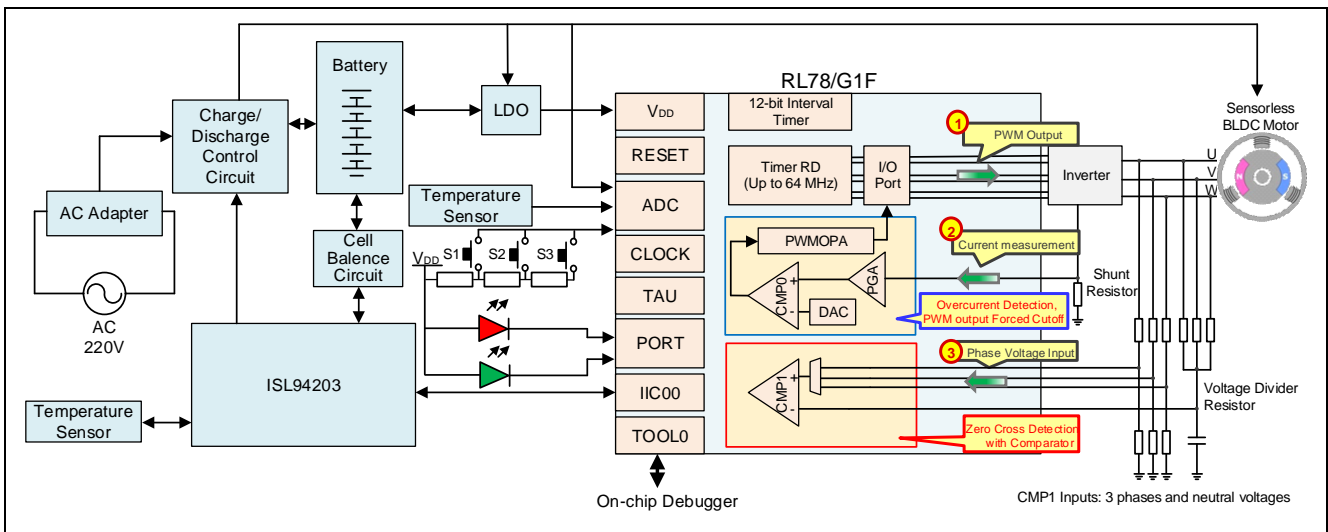 RL78/G1F
Battery
Charge/
Discharge
Control
Circuit
LDO
AC Adapter
AC
220V
Cell
Balence
Circuit
ISL94203
Temperature
Sensor
Temperature
Sensor
VDD
S1
S2
S3
VDD
RESET
ADC
CLOCK
TAU
PORT
IIC00
TOOL0
On-chip Debugger
12-bit Interval
Timer
Timer RD
(Up to 64 MHz)
I/O
Port
1
PWM Output
Inverter
Sensorless
BLDC Motor
U
V
W
N
S
PWMOPA
CMP0
+
-
PGA
DAC
2
Current measurement
Shunt
Resistor
Overcurrent Detection,
PWM output Forced Cutoff
3
Phase Voltage Input
CMP1
+
-
Zero Cross Detection
with Comparator
Voltage Divider
Resistor
CMP1 Inputs: 3 phases and neutral voltages